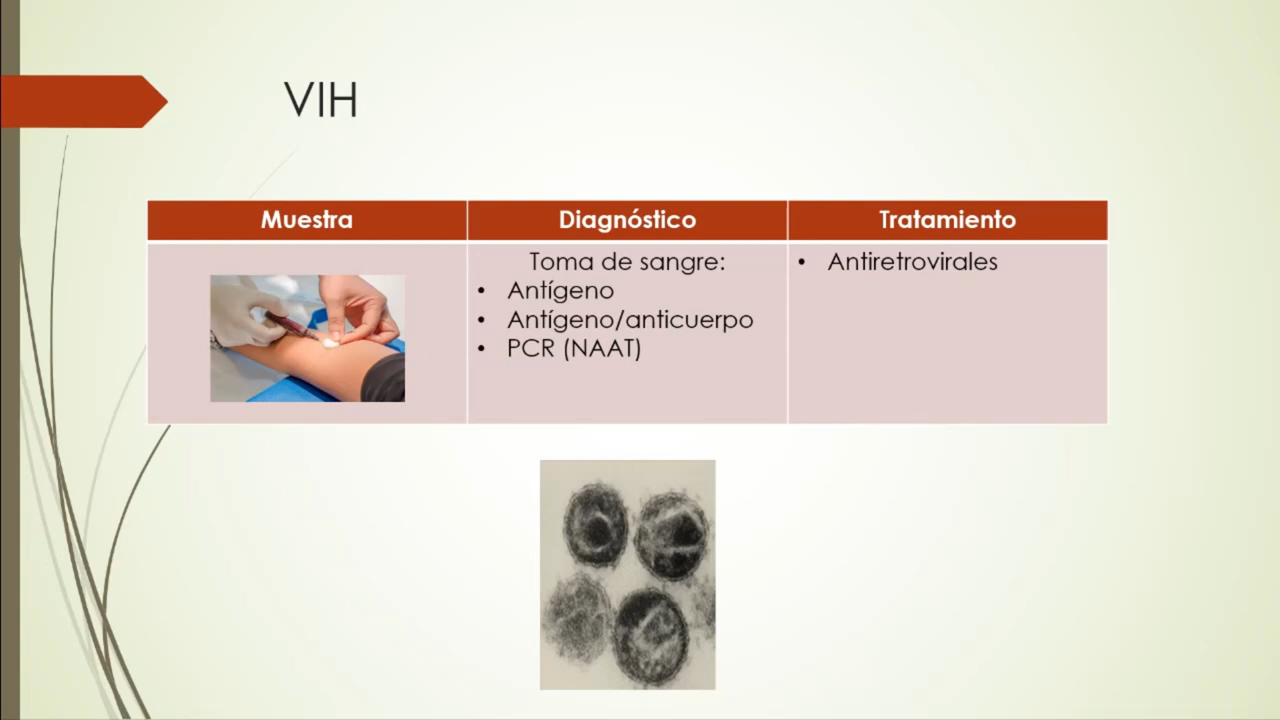 VIH
Muestra
Diagnóstico
Tratamiento
Toma de sangre:
• Antígeno
• Antígeno/anticuerpo
• PCR (NAAT)
• Antiretrovirales